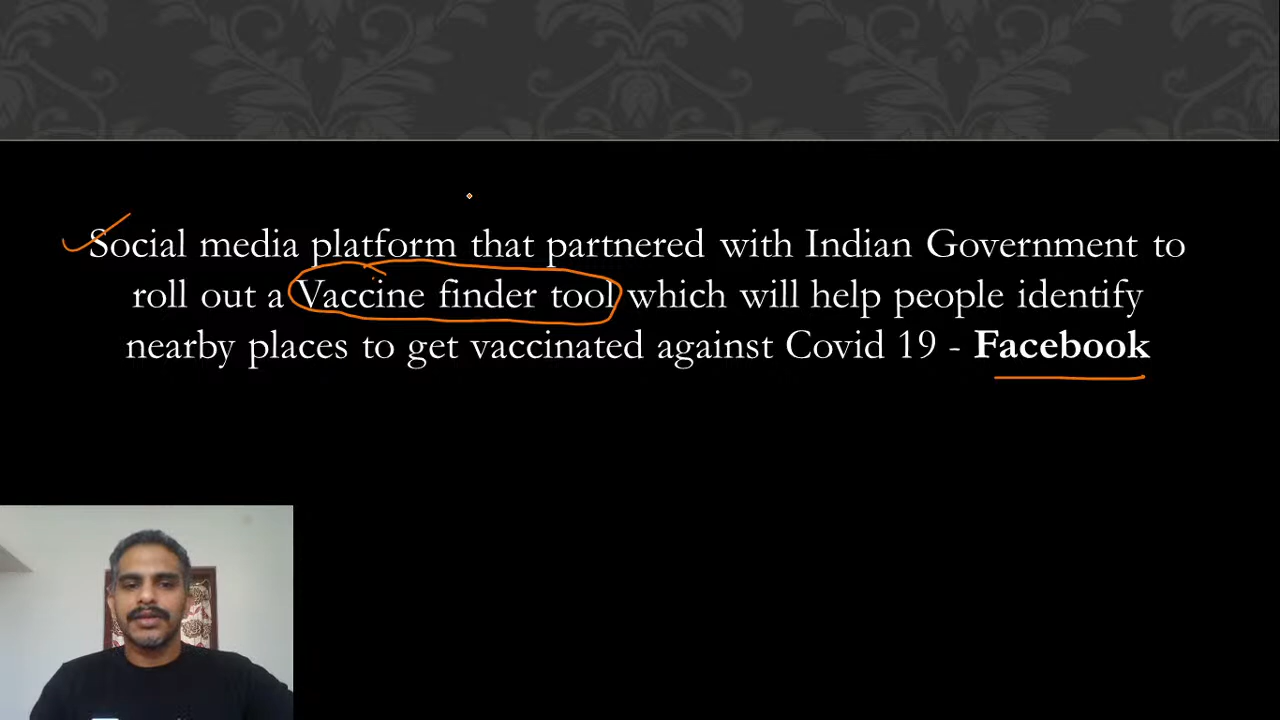 Social media platform that partnered with Indian Government to
roll out a Vaccine finder tool which will help people identify
nearby places to get vaccinated against Covid 19 - Facebook